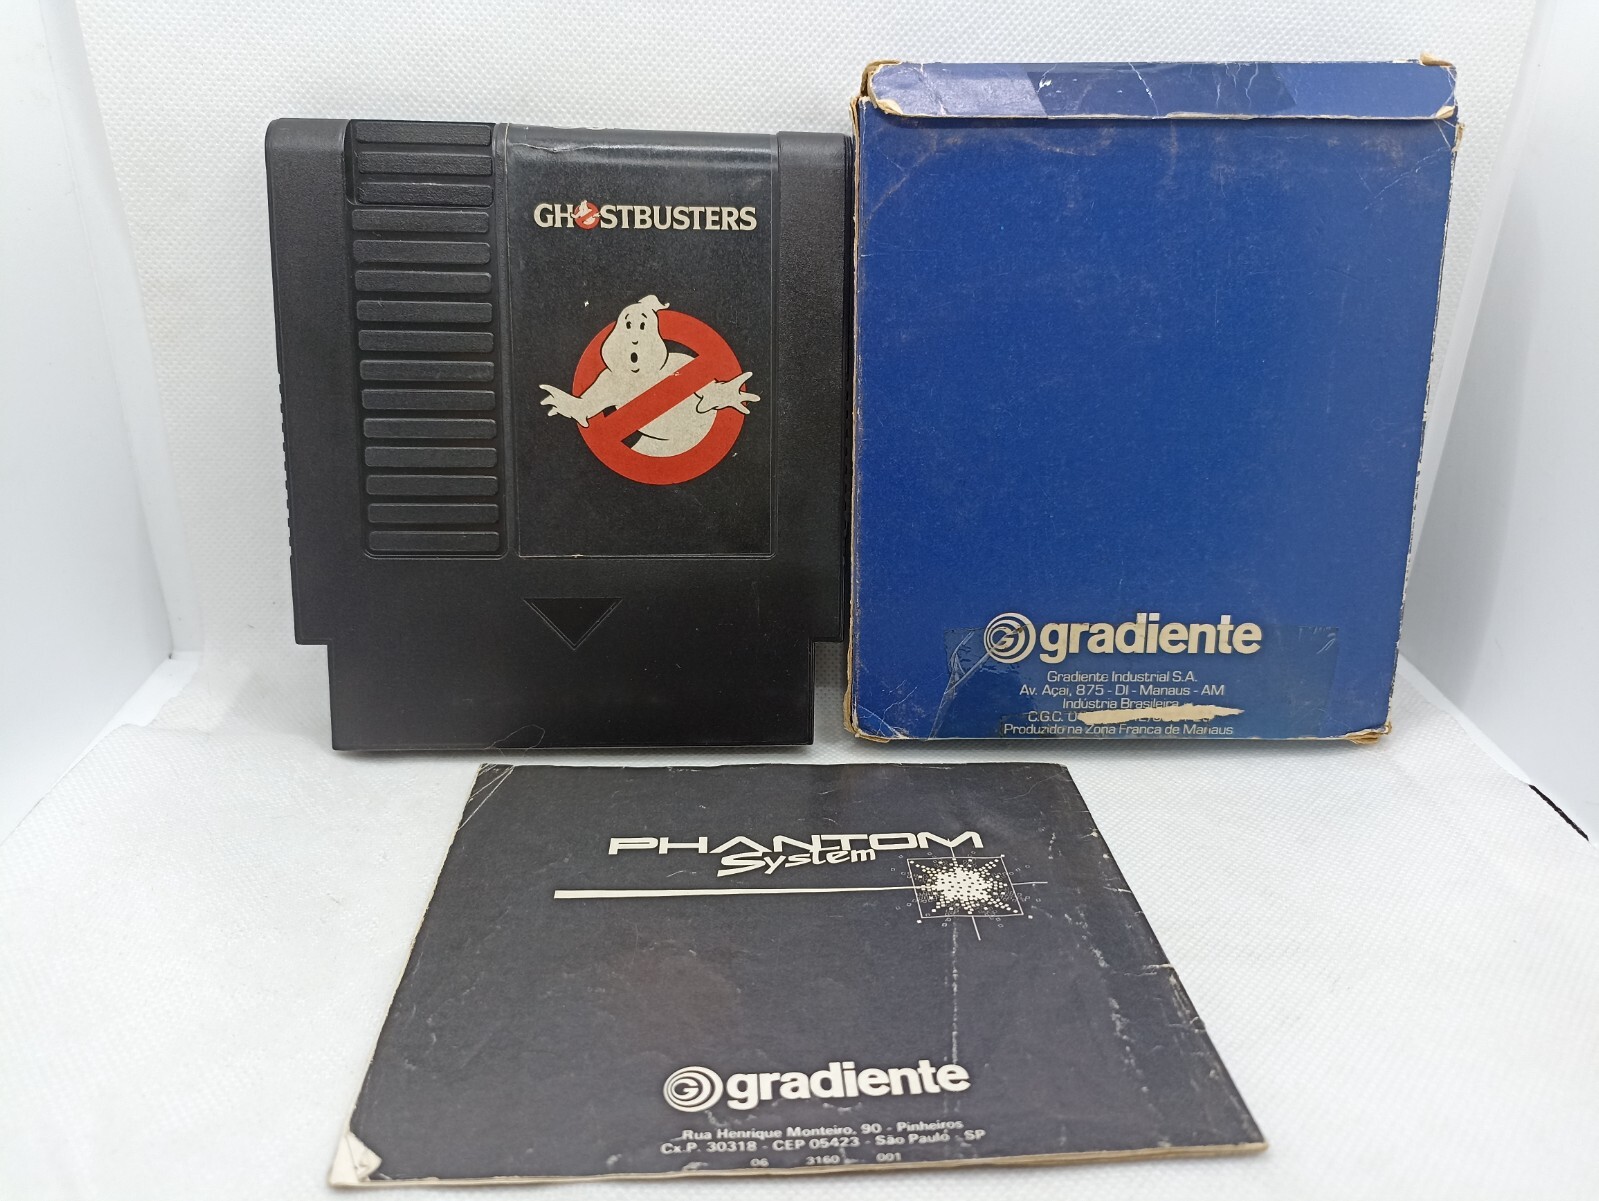 GHOSTBUSTERS
gradiente
Gradiente Industrial S.A.
Av. Açaí, 875 - DI - Manaus - AM
Indústria Brasileira
C.G.C.
Produzido na Zona Franca de Manaus
PHANTOM
System
G gradiente
Rua Henrique Monteiro, 90 - Pinheiros
Cx.P. 30318 - CEP 05423 - São Paulo SP
06 3160 001